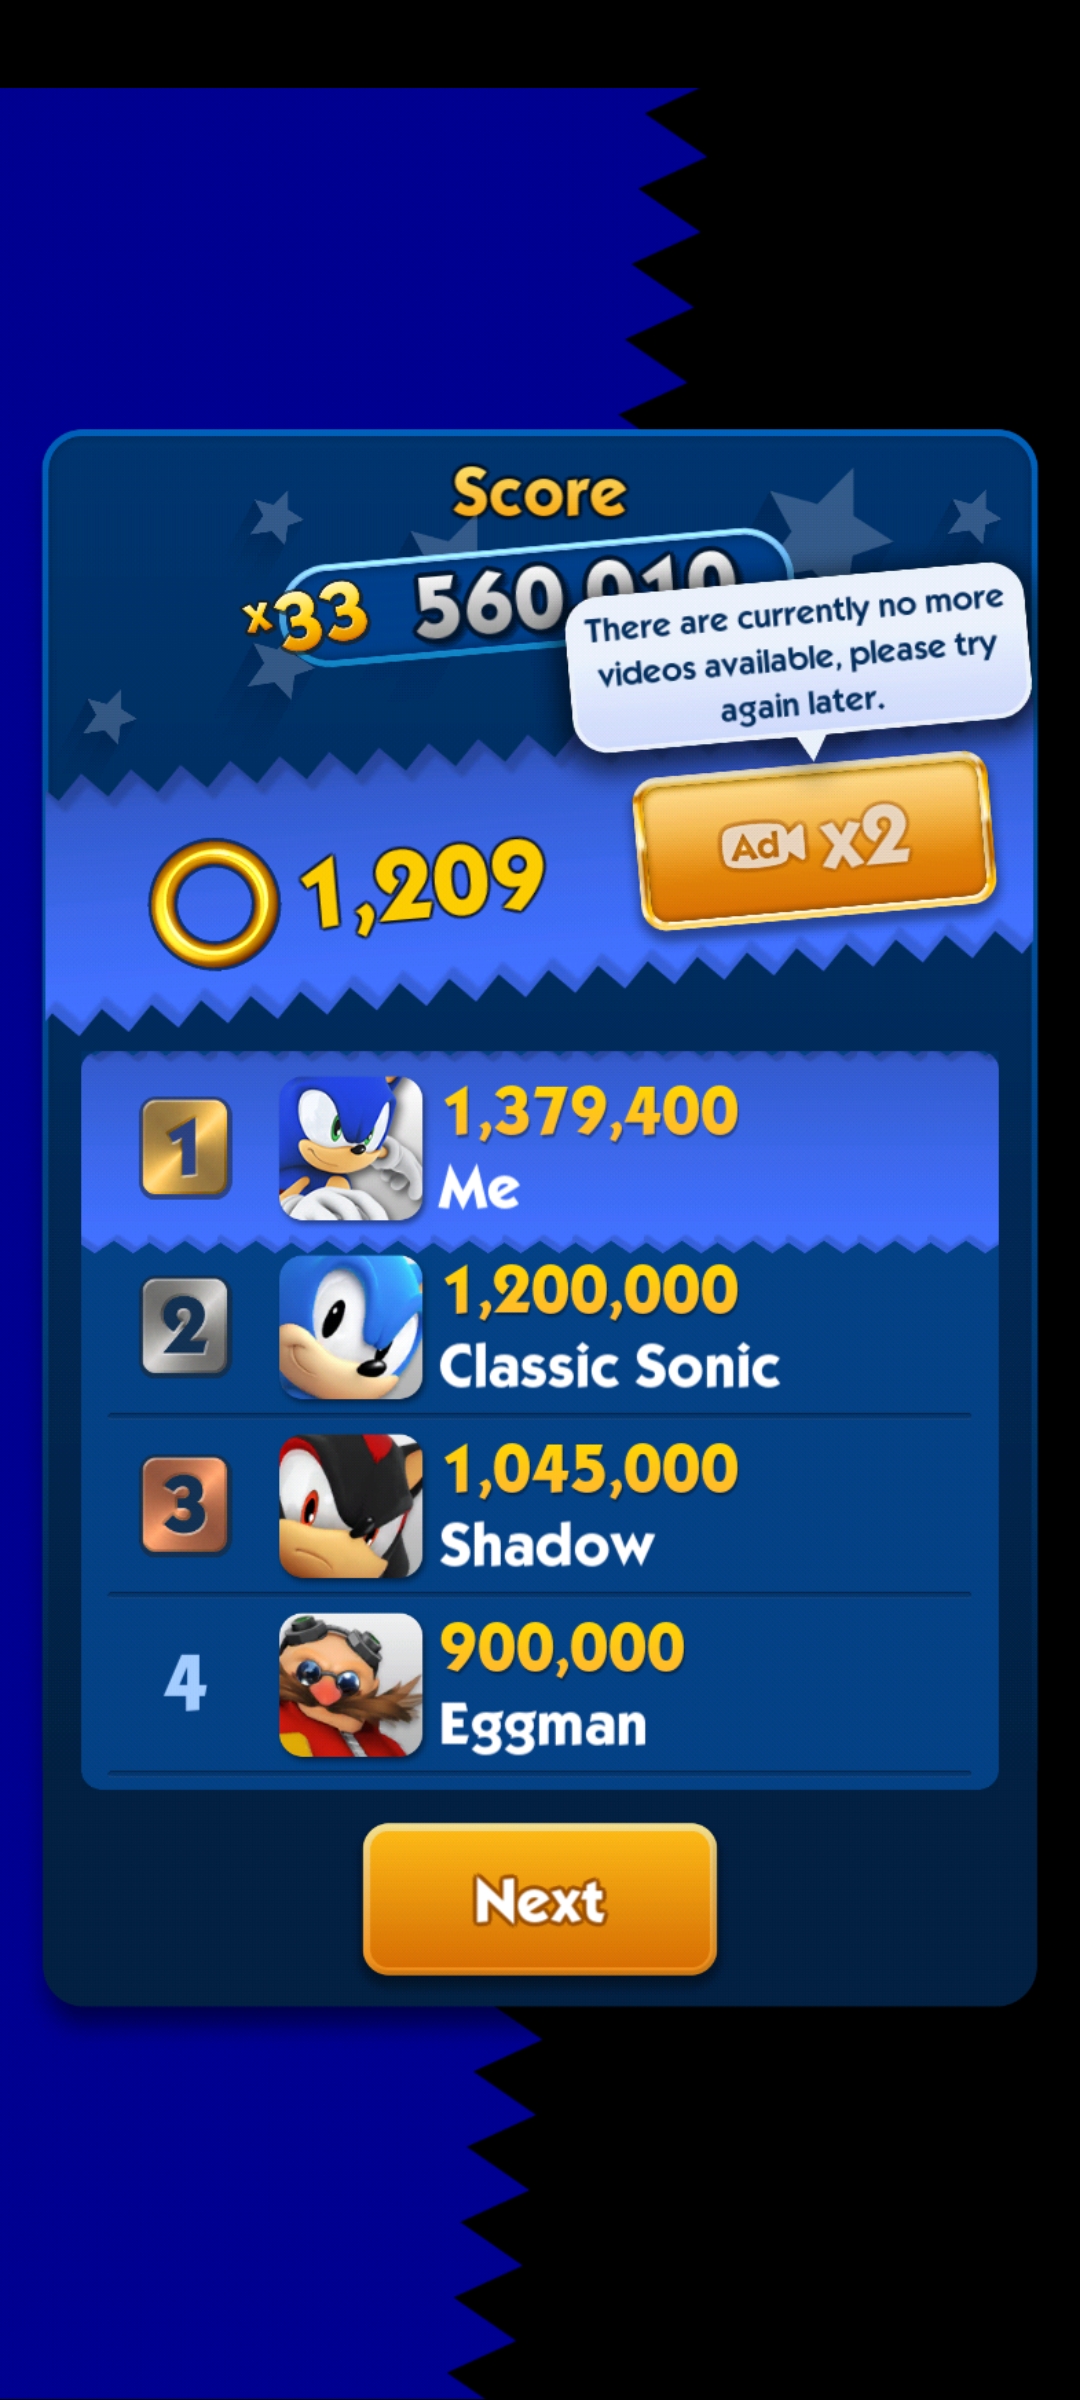 Score
x33 560,010
There are currently no more
videos available, please try
again later.
1,209
Ad x2
1
1,379,400
Me
2
1,200,000
Classic Sonic
3
1,045,000
Shadow
4
900,000
Eggman
Next